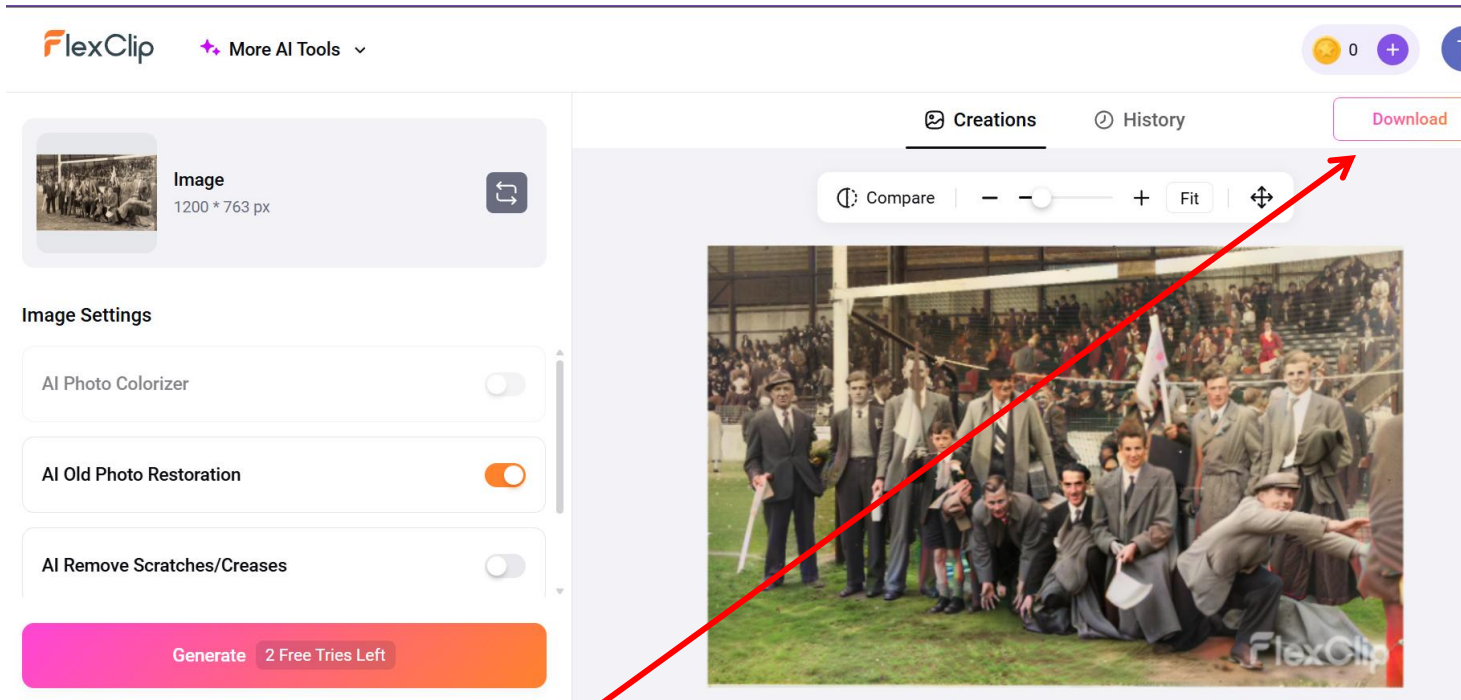 FlexClip
More AI Tools
0
Creations
History
Download
Image
1200 * 763 px
Compare
Fit
Image Settings
AI Photo Colorizer
AI Old Photo Restoration
AI Remove Scratches/Creases
Generate 2 Free Tries Left
FlexClip